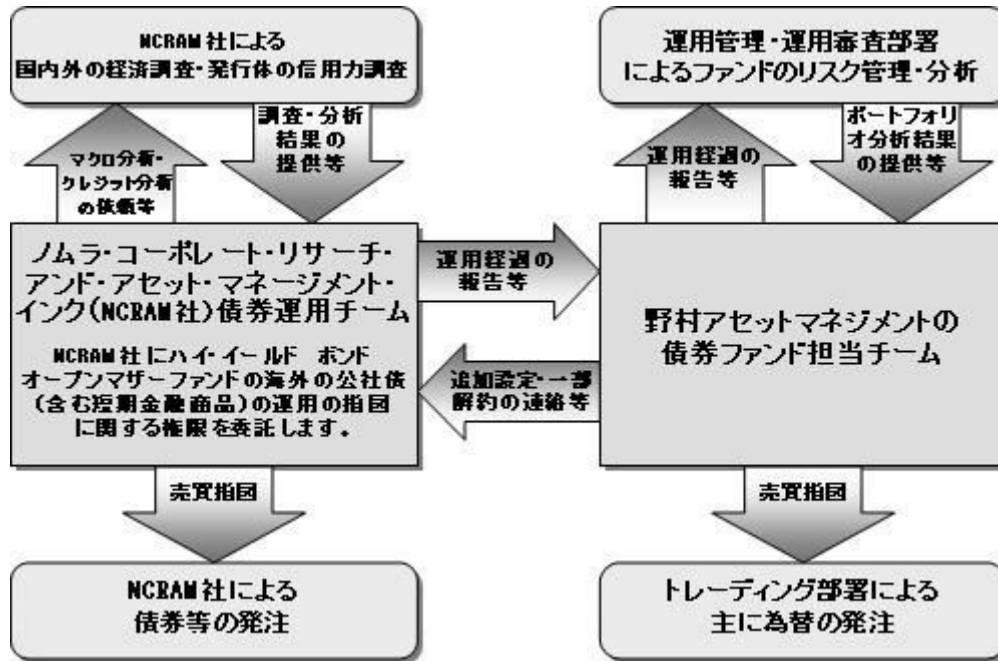 NCRAM社による
国内外の経済調査・発行体の信用力調査
運用管理・運用審査部署
によるファンドのリスク管理・分析
マクロ分析・
クレジット分析
の依頼等
調査・分析
結果の
提供等
運用経過の
報告等
ポートフォリ
オ分析結果
の提供等
ノムラ・コーポレート・リサーチ・
アンド・アセット・マネージメント・
インク(NCRAM社)債券運用チーム
NCRAM社にハイ・イールド ボンド
オープンマザーファンドの海外の公社債
(含む短期金融商品)の運用の指図
に関する権限を委託します。
運用経過の
報告等
追加設定・一部
解約の連絡等
野村アセットマネジメントの
債券ファンド担当チーム
売買指図
売買指図
NCRAM社による
債券等の発注
トレーディング部署による
主に為替の発注